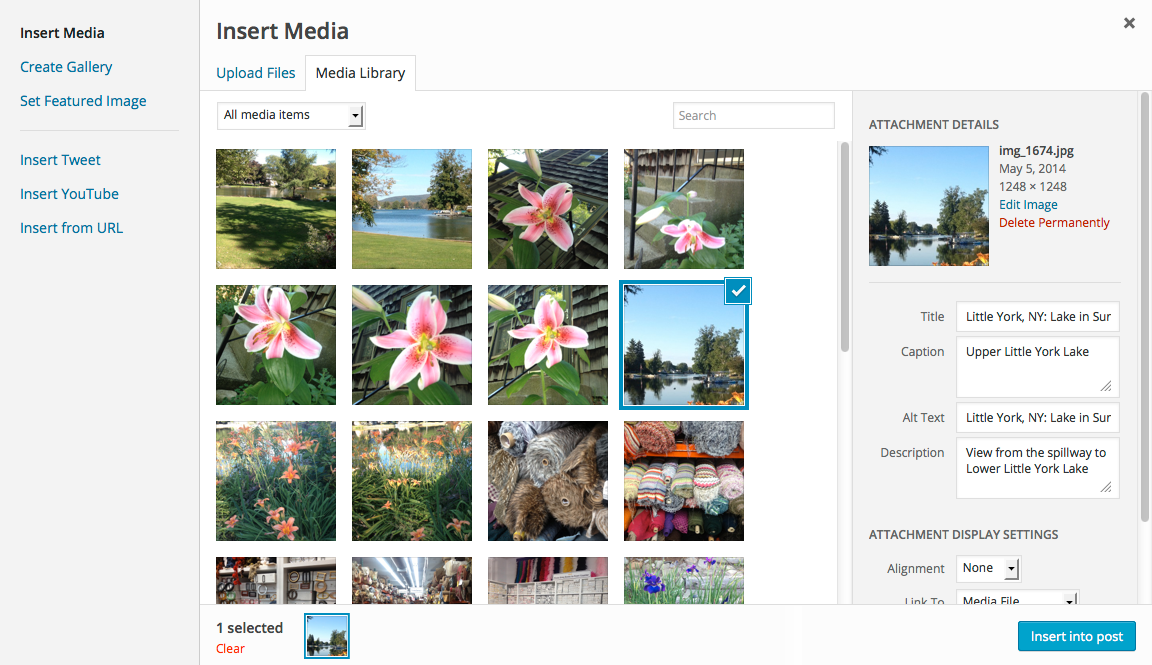 Insert Media
Create Gallery
Set Featured Image
Insert Tweet
Insert YouTube
Insert from URL
Insert Media
Upload Files
Media Library
All media items
Search
ATTACHMENT DETAILS
img_1674.jpg
May 5, 2014
1248 × 1248
Edit Image
Delete Permanently
Title
Little York, NY: Lake in Sur
Caption
Upper Little York Lake
Alt Text
Little York, NY: Lake in Sur
Description
View from the spillway to
Lower Little York Lake
ATTACHMENT DISPLAY SETTINGS
Alignment
None
Link To
Media File
1 selected
Clear
Insert into post